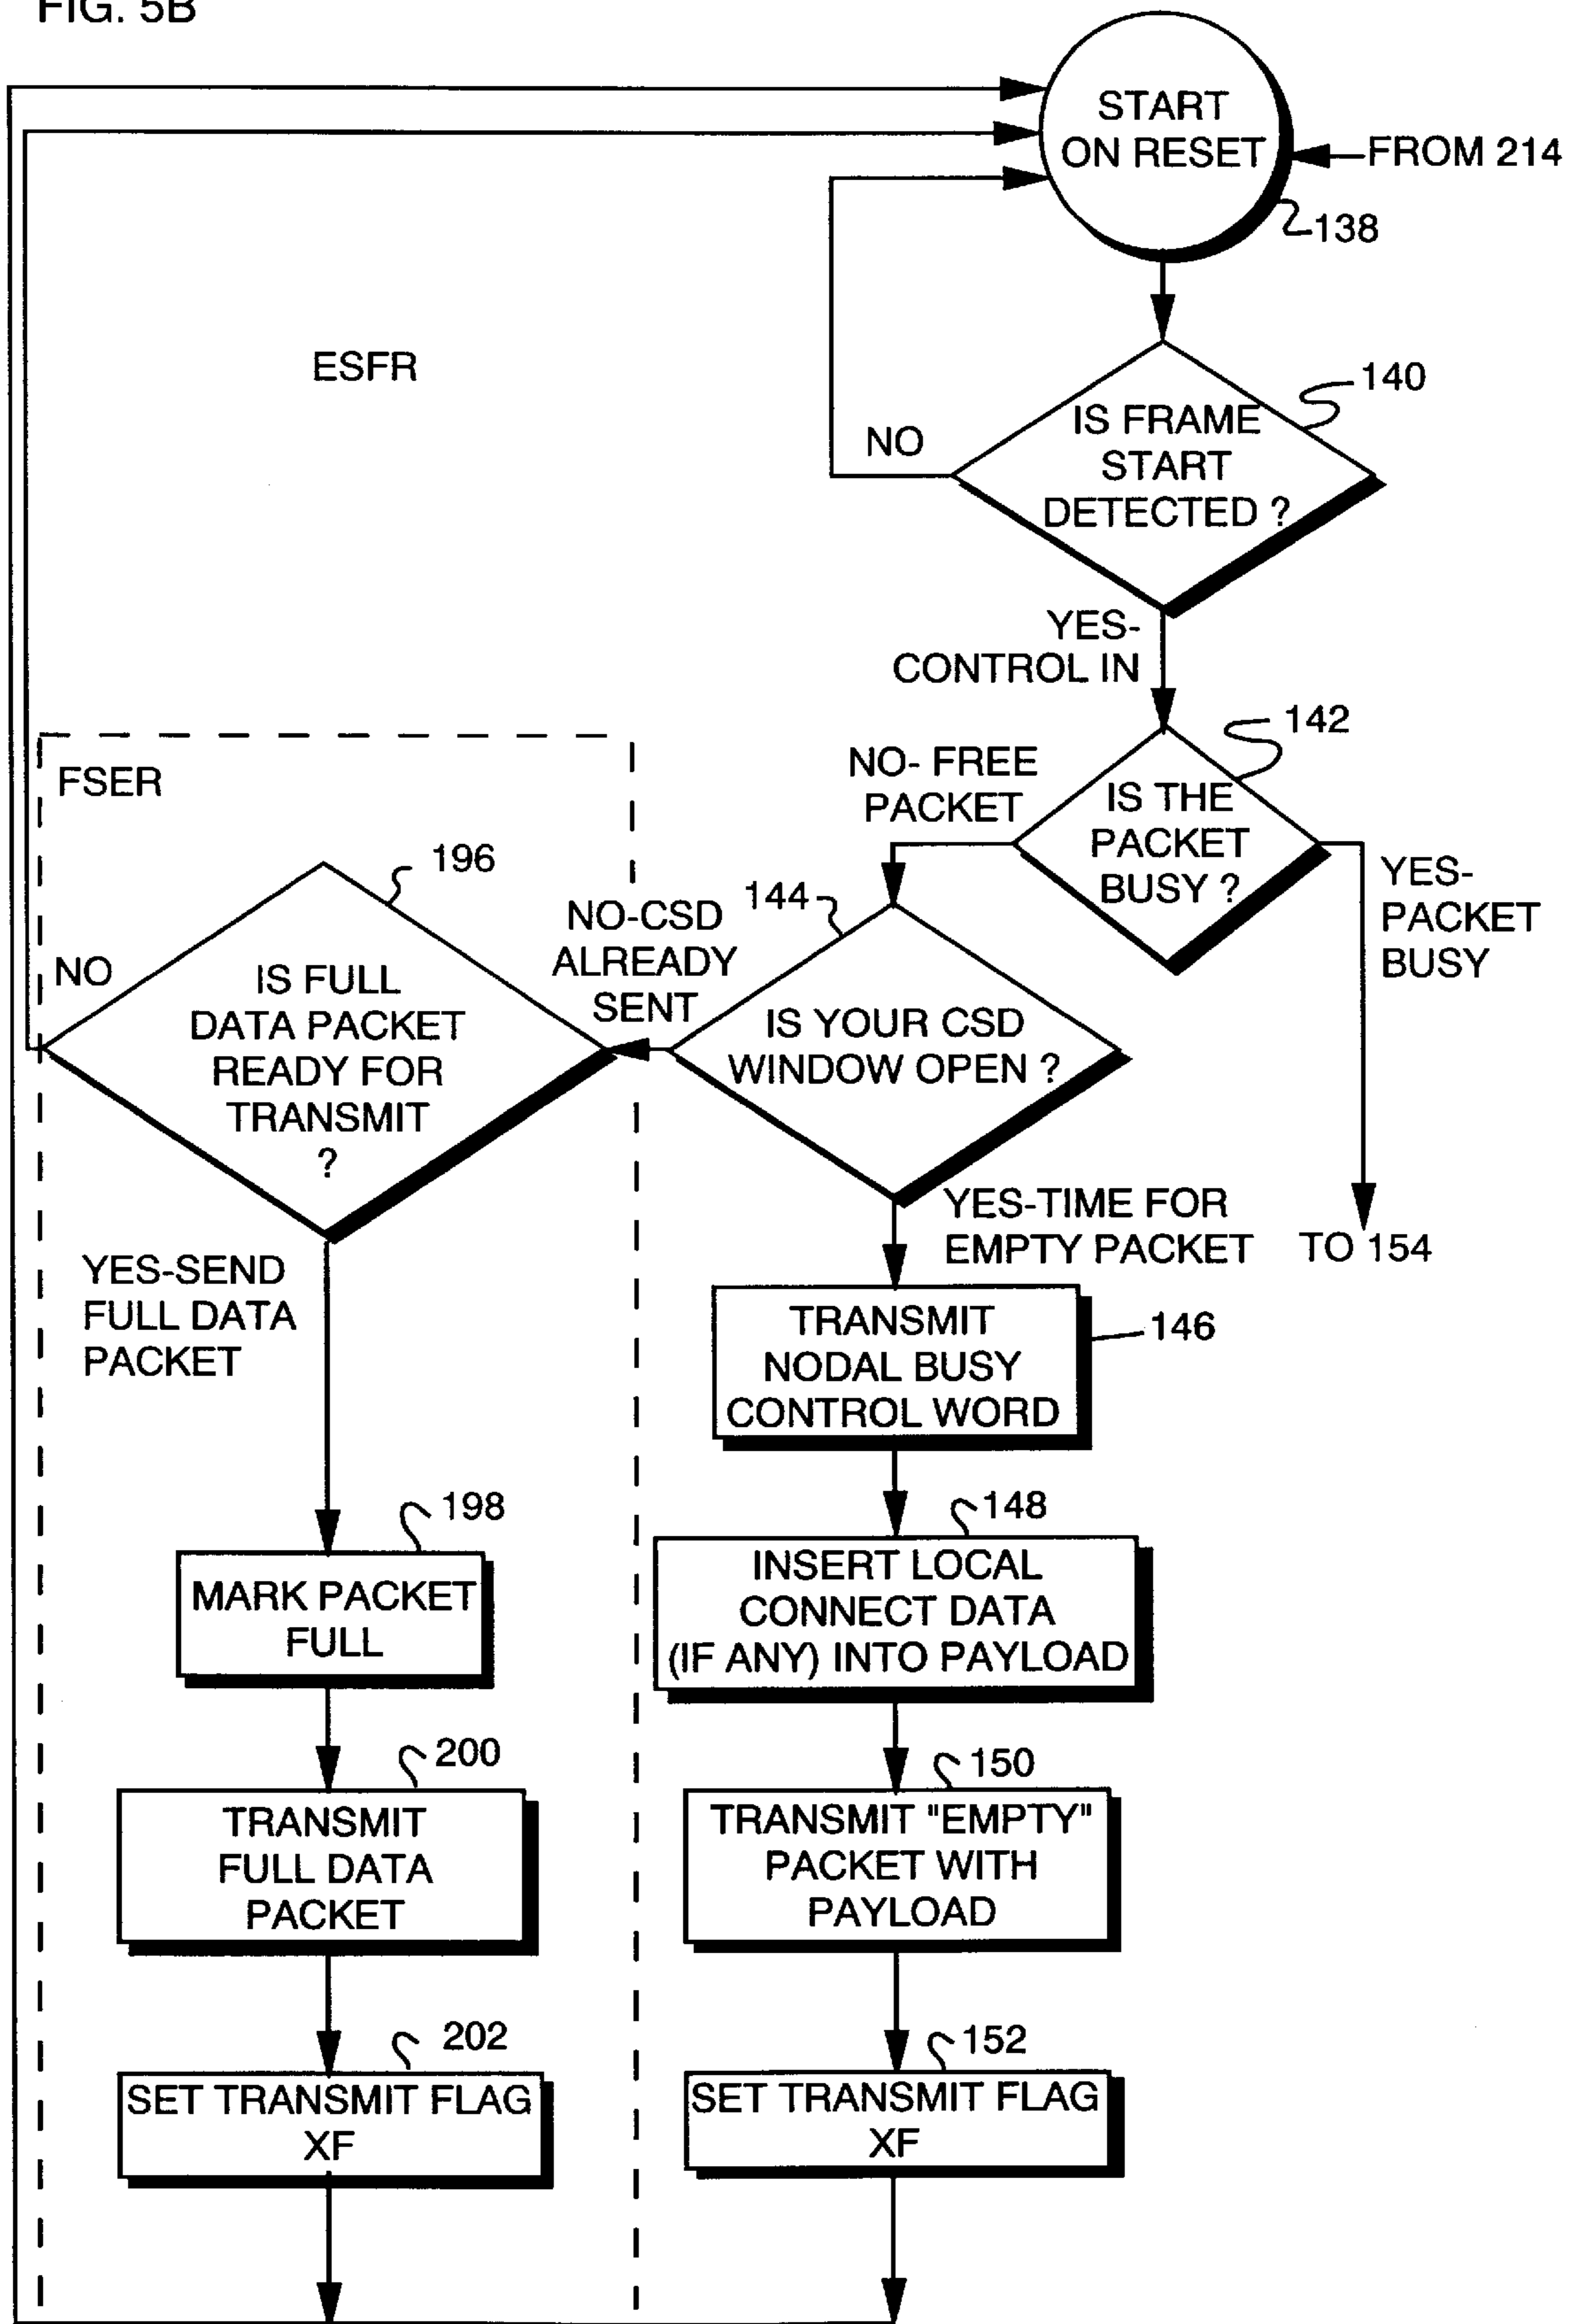 FIG. 5B
START
ON RESET
FROM 214
138
ESFR
140
IS FRAME
START
DETECTED ?
NO
YES-
CONTROL IN
142
NO- FREE
PACKET
IS THE
PACKET
BUSY ?
YES-
PACKET
BUSY
TO 154
FSER
196
NO
IS FULL
DATA PACKET
READY FOR
TRANSMIT
?
NO-CSD
ALREADY
SENT
144
IS YOUR CSD
WINDOW OPEN ?
YES-TIME FOR
EMPTY PACKET
YES-SEND
FULL DATA
PACKET
TRANSMIT
NODAL BUSY
CONTROL WORD
146
198
MARK PACKET
FULL
148
INSERT LOCAL
CONNECT DATA
(IF ANY) INTO PAYLOAD
200
TRANSMIT
FULL DATA
PACKET
150
TRANSMIT "EMPTY"
PACKET WITH
PAYLOAD
202
SET TRANSMIT FLAG
XF
152
SET TRANSMIT FLAG
XF